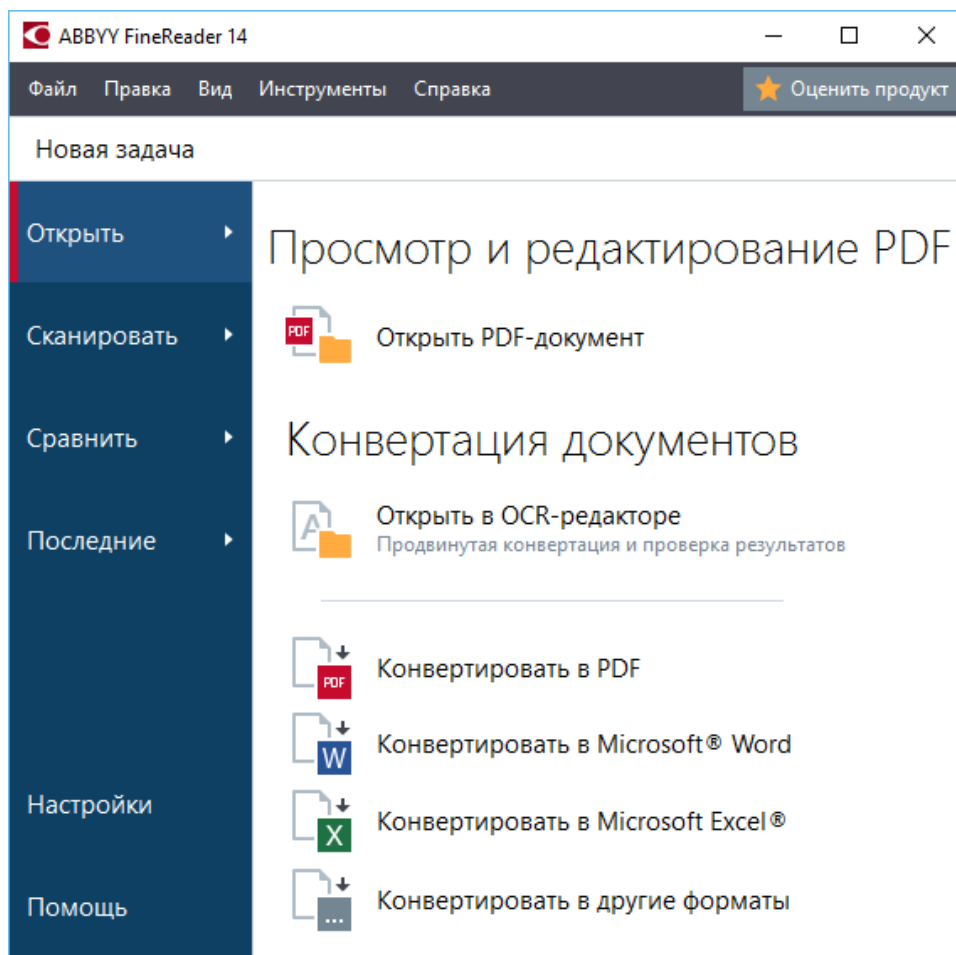 ABBYY FineReader 14
Файл Правка Вид Инструменты Справка Оценить продукт
Новая задача
Открыть
Сканировать
Сравнить
Последние
Настройки
Помощь
Просмотр и редактирование PDF
PDF
Открыть PDF-документ
Конвертация документов
A
Открыть в OCR-редакторе
Продвинутая конвертация и проверка результатов
PDF
Конвертировать в PDF
W
Конвертировать в Microsoft® Word
X
Конвертировать в Microsoft Excel®
...
Конвертировать в другие форматы